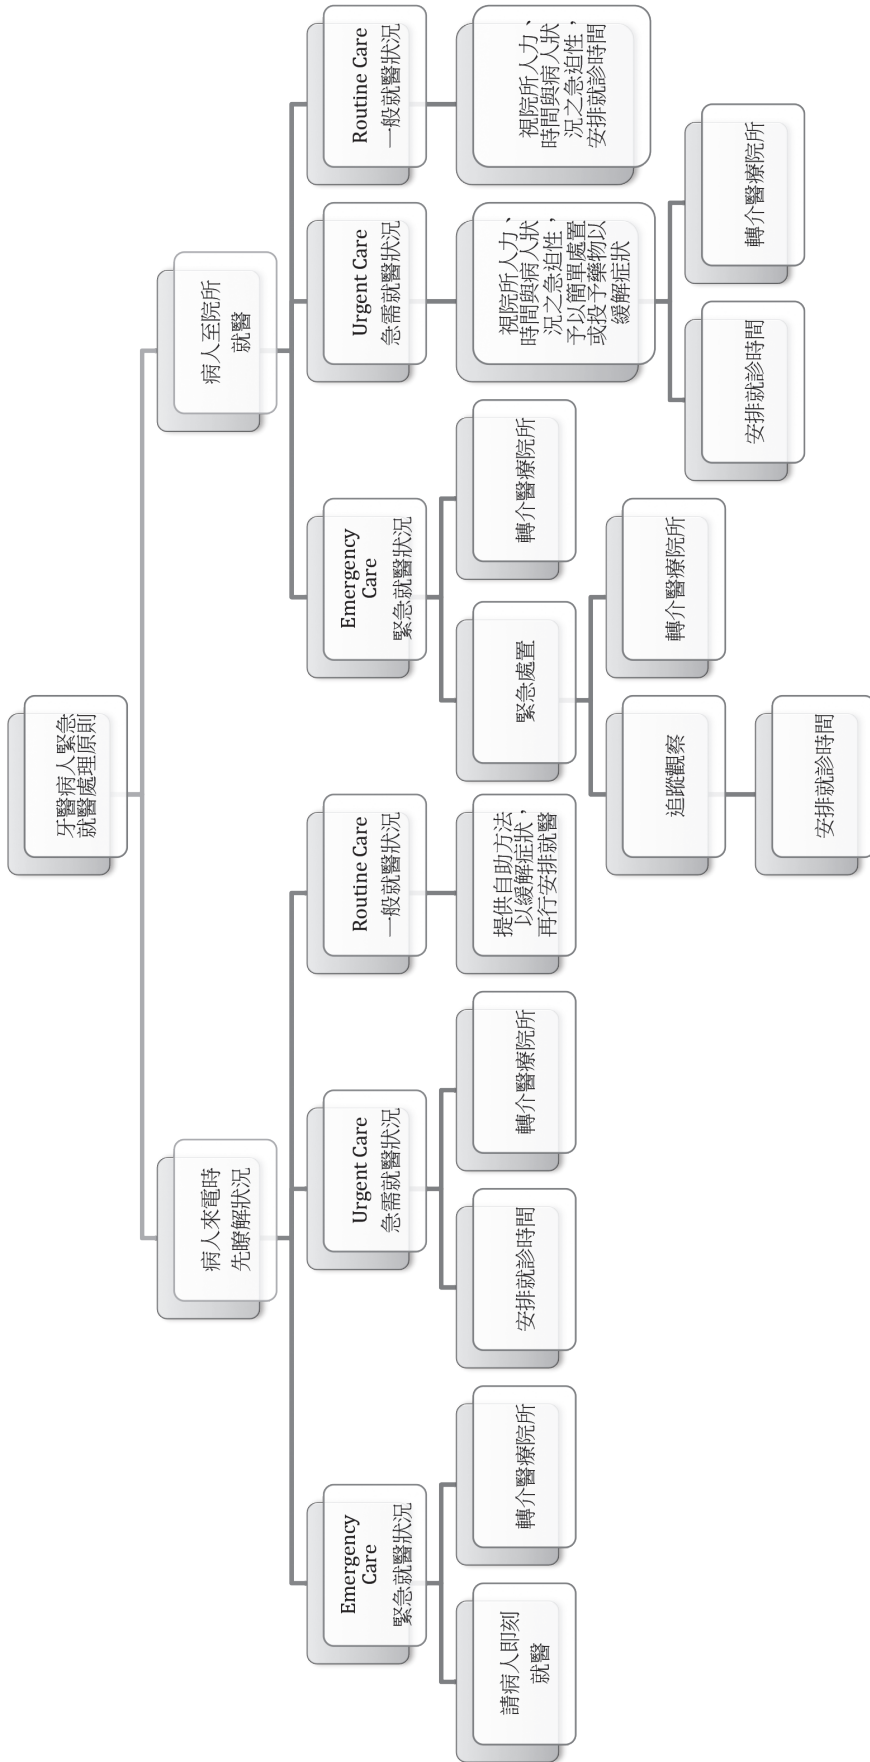 牙醫病人緊急
就醫處理原則
病人來電時
先瞭解狀況
Emergency
Care
緊急就醫狀況
請病人即刻
就醫
轉介醫療院所
Urgent Care
急需就醫狀況
安排就診時間
轉介醫療院所
Routine Care
一般就醫狀況
提供自助方法
以緩解症狀，
再行安排就醫
病人至院所
就醫
Emergency
Care
緊急就醫狀況
緊急處置
追蹤觀察
安排就診時間
轉介醫療院所
轉介醫療院所
Urgent Care
急需就醫狀況
視院所人力、
時間與病人狀
況之急迫性，
予以簡單處置
或投予藥物以
緩解症狀
安排就診時間
轉介醫療院所
Routine Care
一般就醫狀況
視院所人力、
時間與病人狀
況之急迫性，
安排就診時間